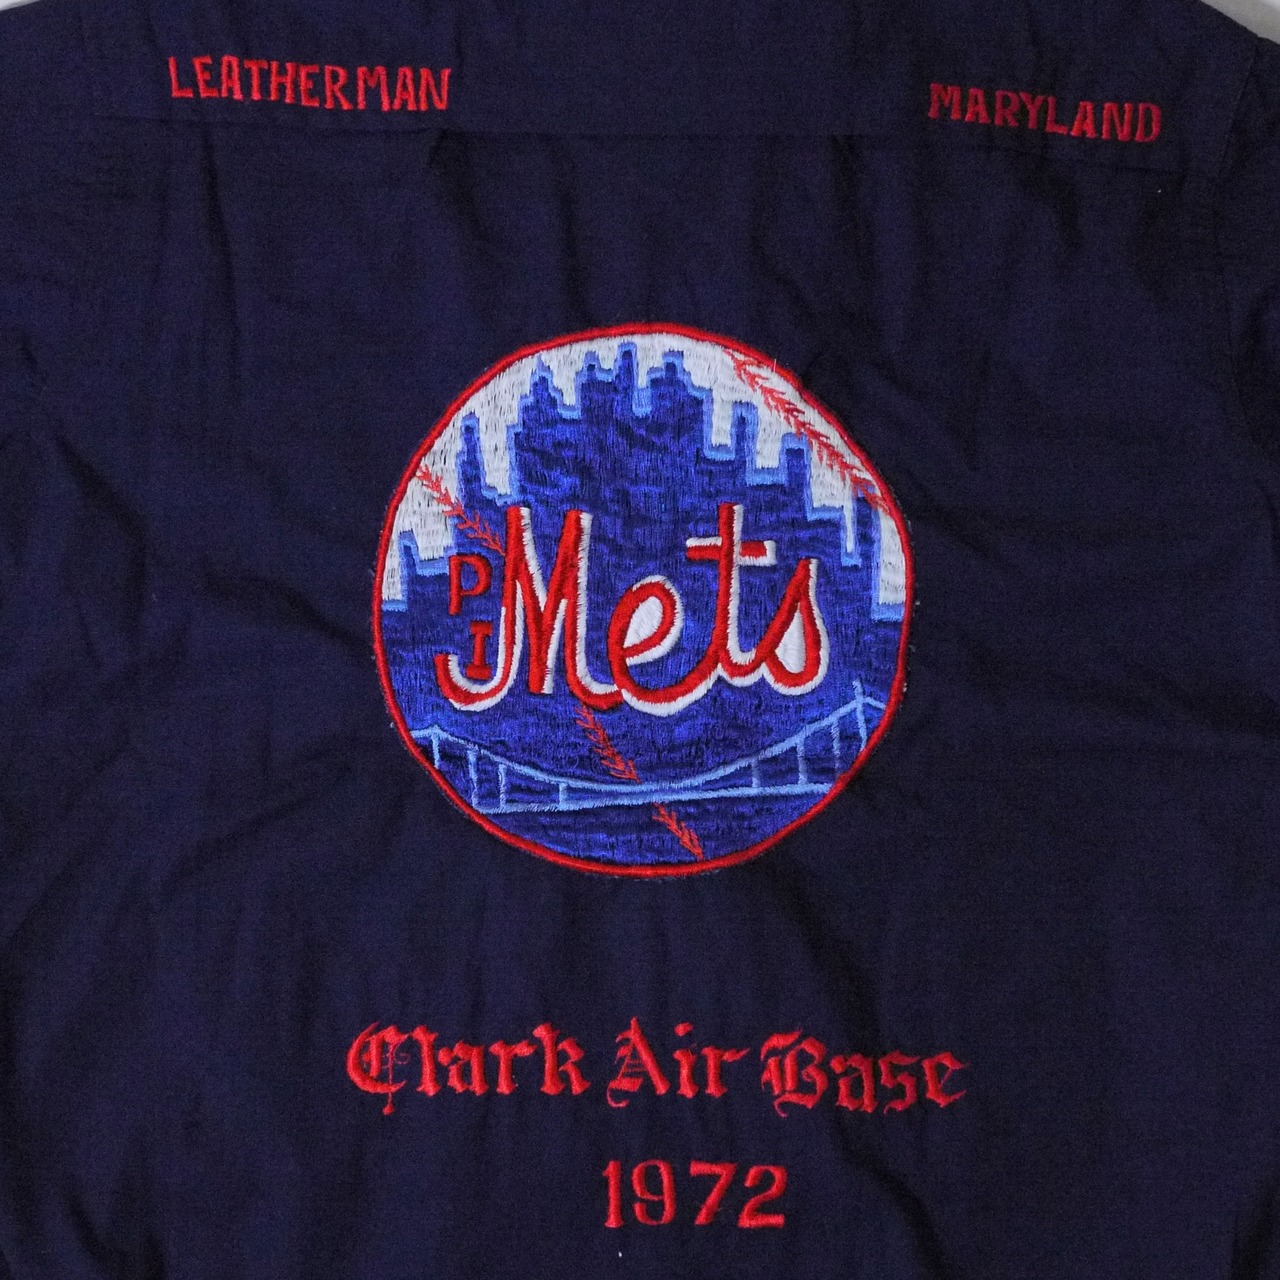 LEATHERMAN
MARYLAND
PI
Mets
Clark Air Base
1972